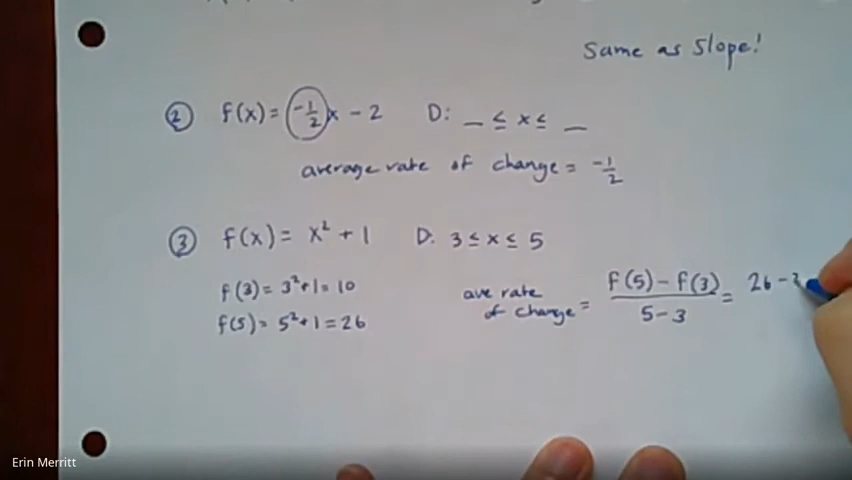 Same as Slope!
② f(x) = -1/2 x - 2 D: _ ≤ x ≤ _
average rate of change = -1/2
③ f(x) = x² + 1 D: 3 ≤ x ≤ 5
f(3) = 3²+1 = 10
f(5) = 5²+1 = 26
ave rate of change = f(5) - f(3) / 5 - 3 = 26 -
Erin Merritt